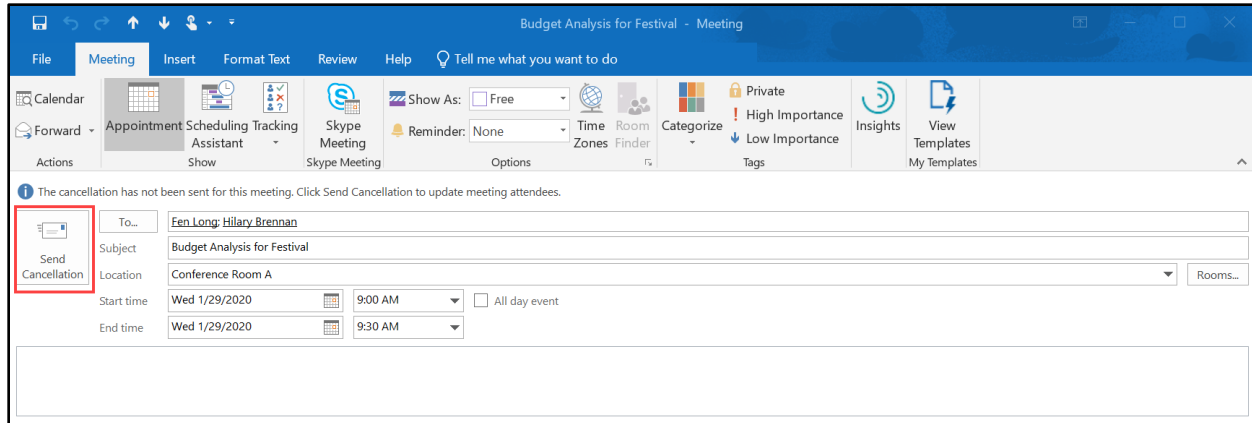 Budget Analysis for Festival - Meeting
File Meeting Insert Format Text Review Help Tell me what you want to do
Calendar
Forward
Actions
Appointment Scheduling Assistant Tracking
Show
Skype Meeting
Skype Meeting
Show As: Free
Reminder: None
Time Zones Room Finder
Options
Categorize
Private
High Importance
Low Importance
Tags
Insights
View Templates
My Templates
The cancellation has not been sent for this meeting. Click Send Cancellation to update meeting attendees.
Send Cancellation
To... Fen Long; Hilary Brennan
Subject Budget Analysis for Festival
Location Conference Room A Rooms...
Start time Wed 1/29/2020 9:00 AM All day event
End time Wed 1/29/2020 9:30 AM